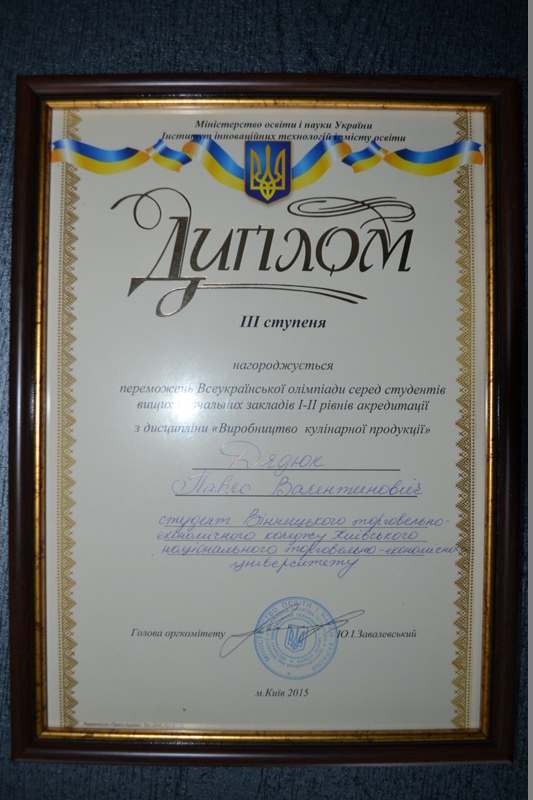 Міністерство освіти і науки України
Інститут інноваційних технологій і змісту освіти
Диплом
ІІІ ступеня
нагороджується
переможець Всеукраїнської олімпіади серед студентів
вищих навчальних закладів І-ІІ рівнів акредитації
з дисципліни «Виробництво кулінарної продукції»
Дядюк
Павло Валентинович
студент Вінницького торговельно-
економічного коледжу Київського
національного торговельно-економічного
університету
Голова оргкомітету
Ю.І.Завалевський
м.Київ 2015